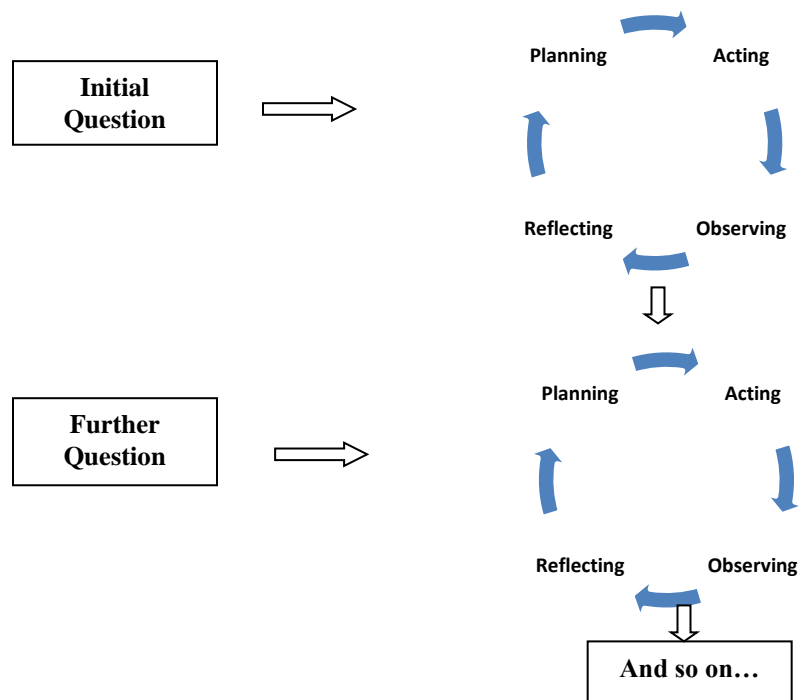 Planning
Acting
Initial
Question
Reflecting
Observing
Planning
Acting
Further
Question
Reflecting
Observing
And so on…